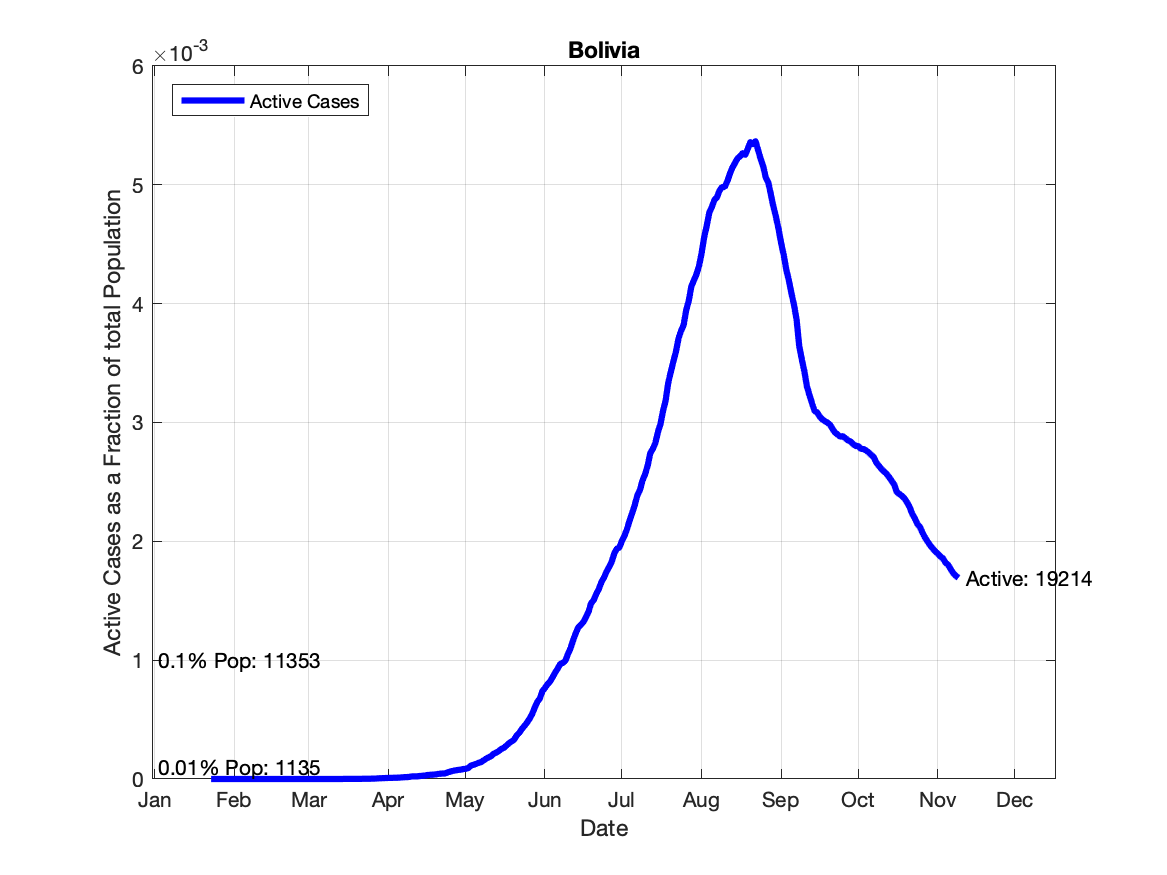 Bolivia
×10-3
Active Cases
6
5
4
3
2
1
0
Active Cases as a Fraction of total Population
0.1% Pop: 11353
0.01% Pop: 1135
Active: 19214
Jan Feb Mar Apr May Jun Jul Aug Sep Oct Nov Dec
Date